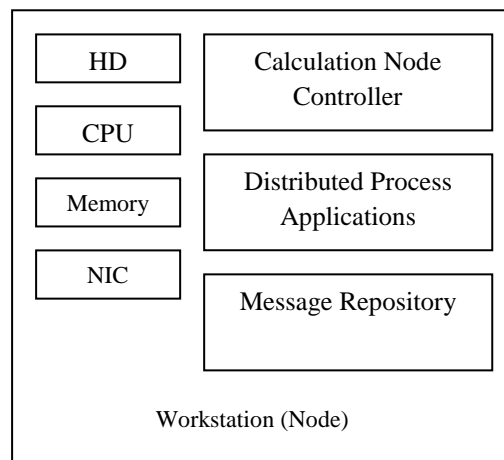 HD
CPU
Memory
NIC
Calculation Node
Controller
Distributed Process
Applications
Message Repository
Workstation (Node)